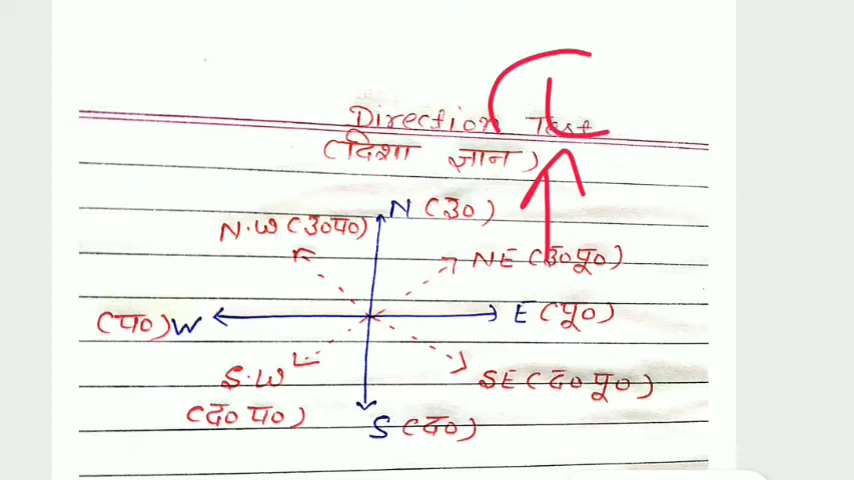 Direction Test
(दिशा ज्ञान)
N (उ०)
N.W (उ०प०)
NE (उ०पू०)
(प०) W
E (पू०)
S.W
SE (द०पू०)
(द०प०)
S (द०)